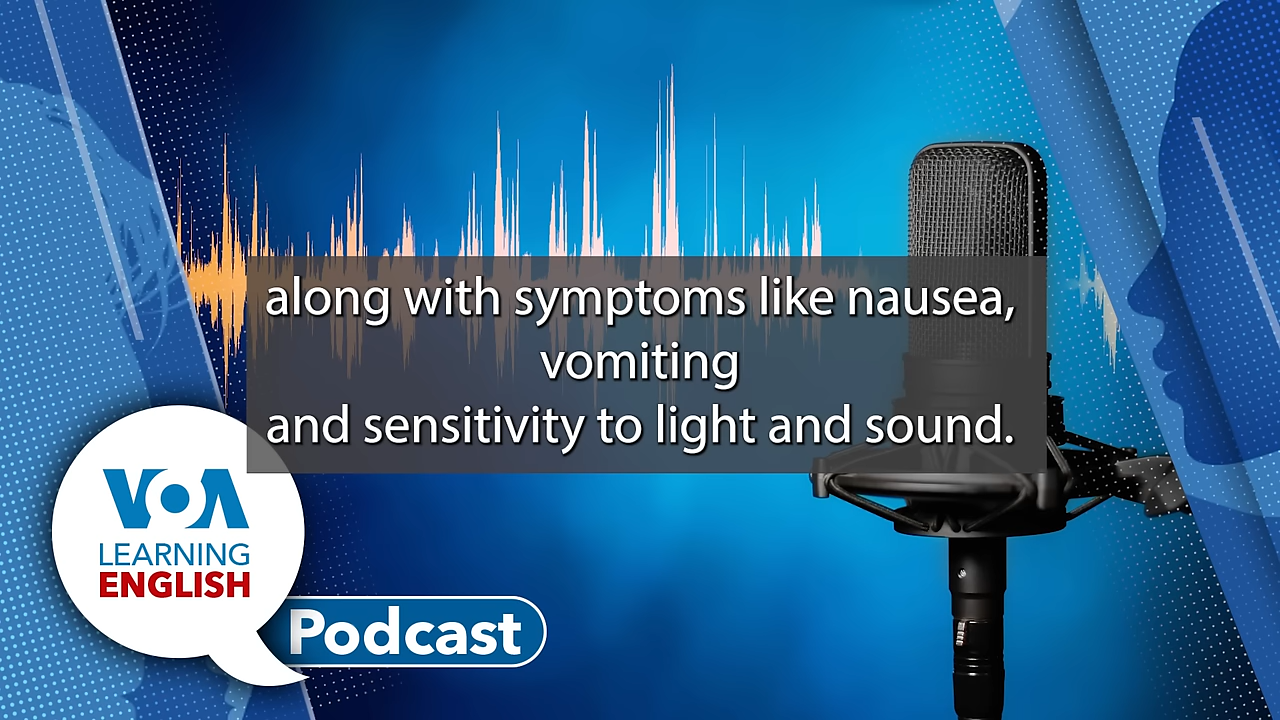 along with symptoms like nausea,
vomiting
and sensitivity to light and sound.
VOA
LEARNING
ENGLISH
Podcast